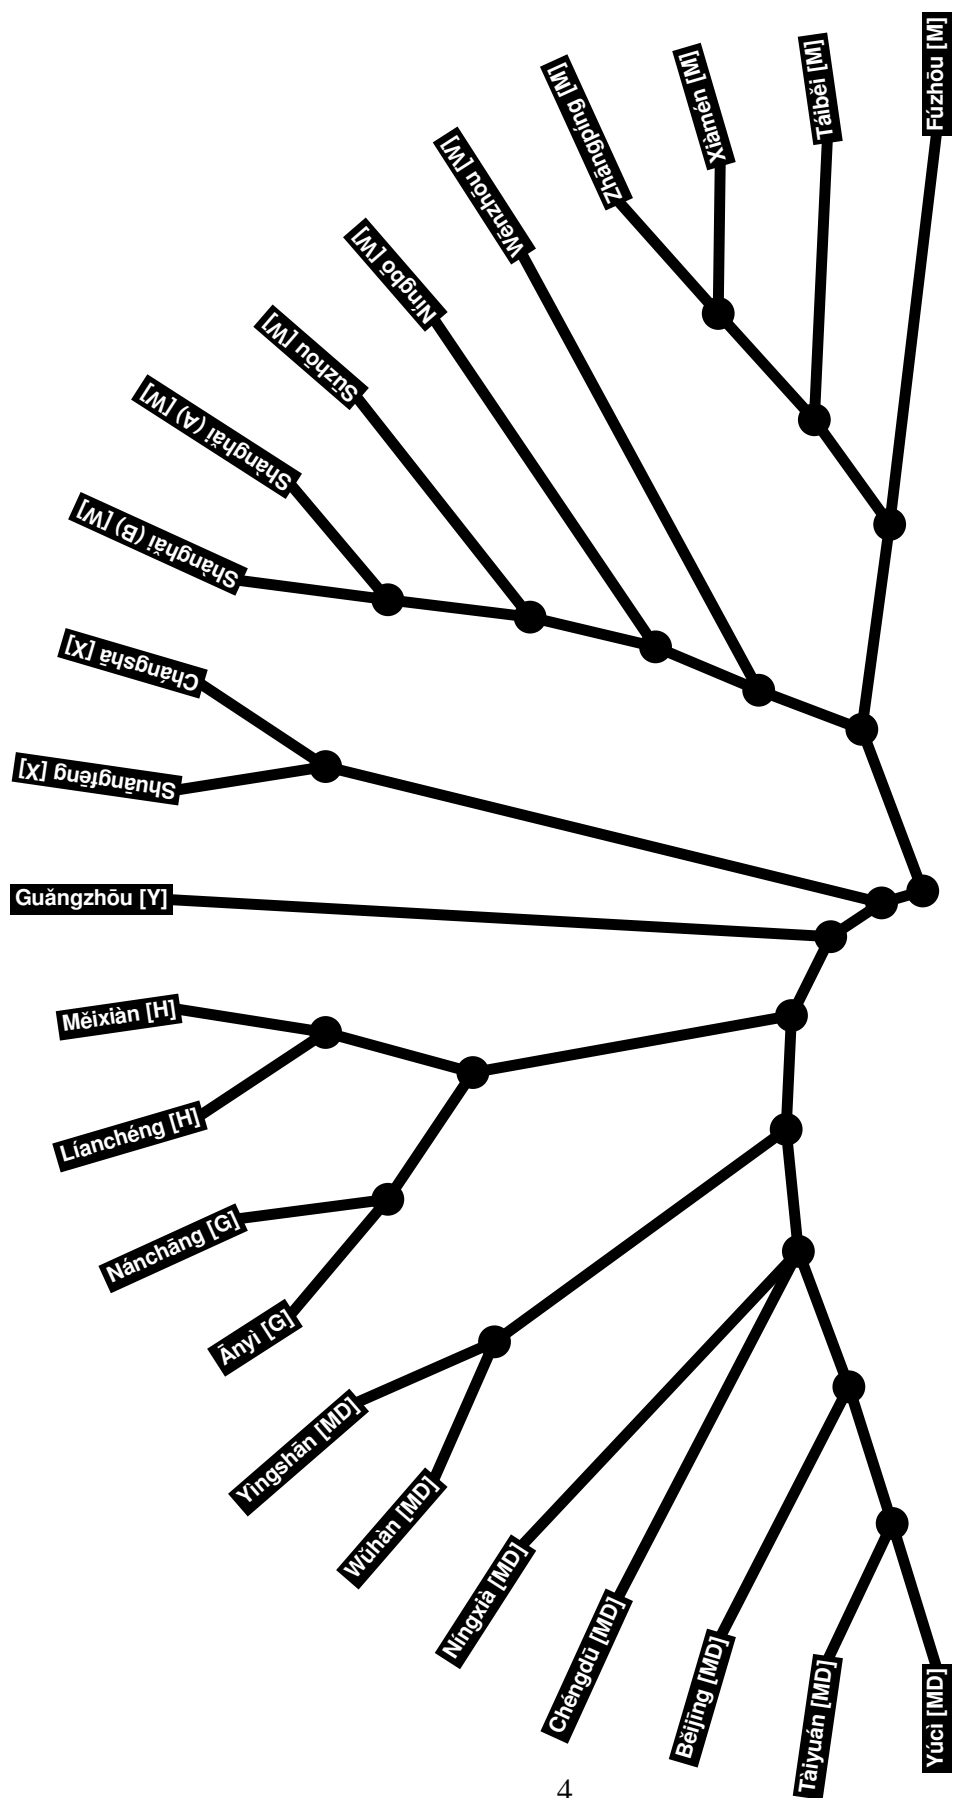 Fúzhōu [M]
Táiběi [M]
Xiàmén [M]
Zhāngpíng [M]
Wēnzhōu [W]
Níngbō [W]
Sūzhōu [W]
Shànghǎi (A) [W]
Shànghǎi (B) [W]
Chángshā [X]
Shuāngfēng [X]
Guǎngzhōu [Y]
Měixiàn [H]
Líanchéng [H]
Nánchāng [G]
Ānyì [G]
Yìngshān [MD]
Wǔhàn [MD]
Níngxià [MD]
Chéngdū [MD]
Běijīng [MD]
Tàiyuán [MD]
Yúcì [MD]
4